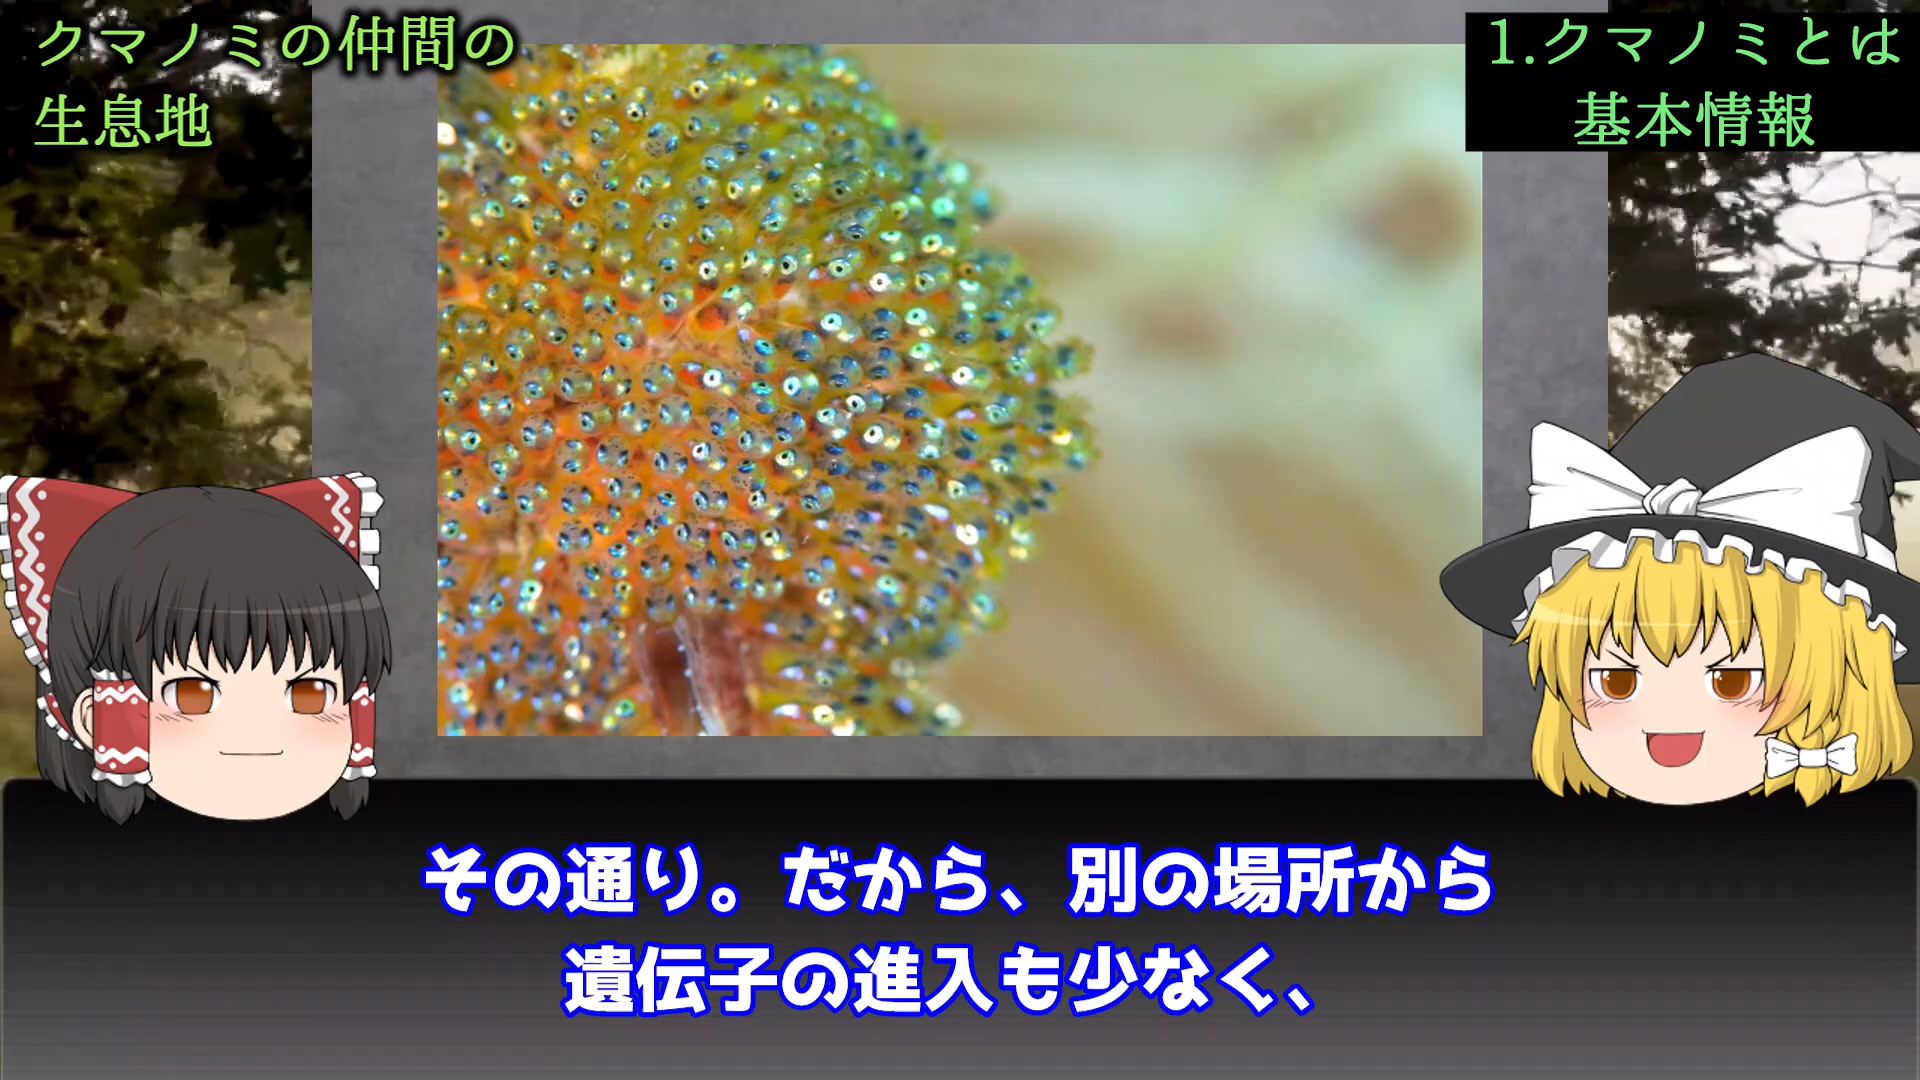 クマノミの仲間の
生息地
1.クマノミとは
基本情報
その通り。だから、別の場所から
遺伝子の進入も少なく、